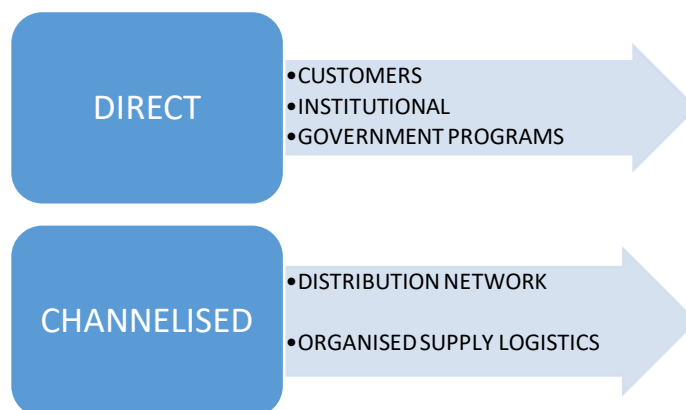 DIRECT
•CUSTOMERS
•INSTITUTIONAL
•GOVERNMENT PROGRAMS
CHANNELISED
•DISTRIBUTION NETWORK
•ORGANISED SUPPLY LOGISTICS